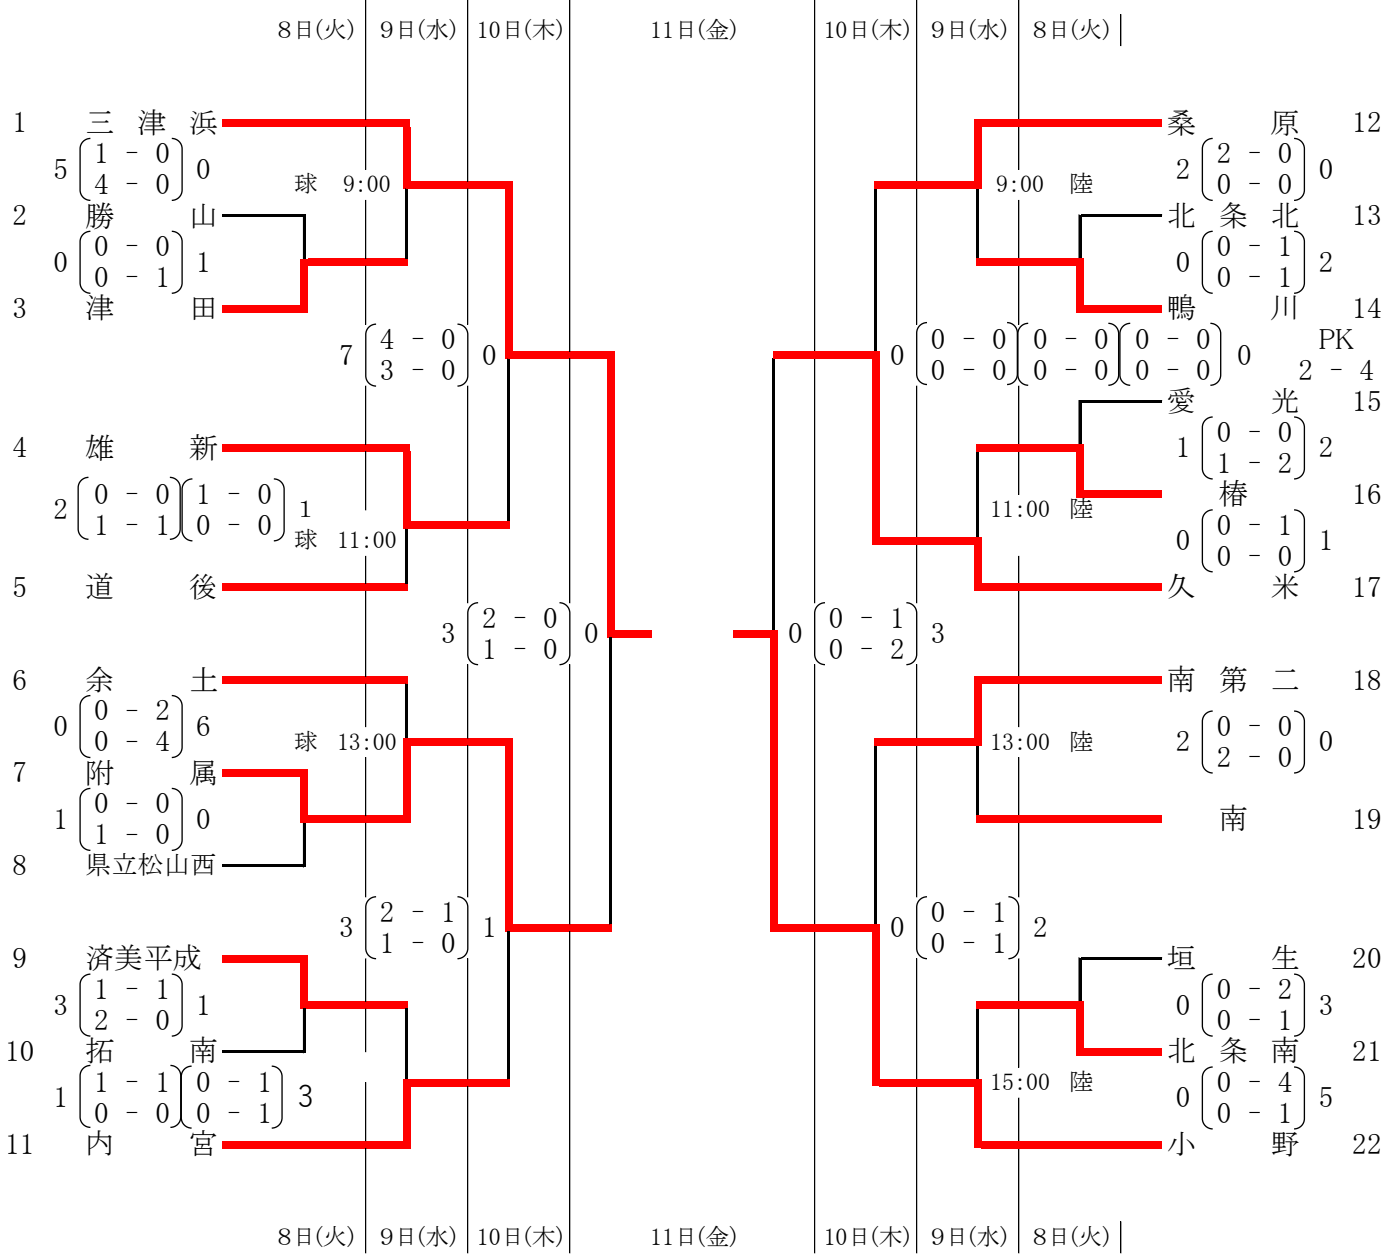 8日(火) 9日(水) 10日(木) 11日(金) 10日(木) 9日(水) 8日(火)
1 三津浜
5 1 - 0 0
4 - 0
球 9:00
2 勝山
0 0 - 0 1
0 - 1
3 津田
7 4 - 0 0
3 - 0
4 雄新
2 0 - 0 1 - 0 1
1 - 1 0 - 0
球 11:00
5 道後
3 2 - 0 0
1 - 0
6 余土
0 0 - 2 6
0 - 4
球 13:00
7 附属
1 0 - 0 0
1 - 0
8 県立松山西
3 2 - 1 1
1 - 0
9 済美平成
3 1 - 1 1
2 - 0
10 拓南
1 1 - 1 0 - 1 3
0 - 0 0 - 1
11 内宮
桑原 12
2 2 - 0 0
0 - 0
9:00 陸
北条北 13
0 0 - 1 2
0 - 1
鴨川 14
0 0 - 0 0 - 0 0 - 0 0 PK
0 - 0 0 - 0 0 - 0 2 - 4
愛光 15
1 0 - 0 2
1 - 2
椿 16
11:00 陸
0 0 - 1 1
0 - 0
久米 17
0 0 - 1 3
0 - 2
南第二 18
2 0 - 0 0
2 - 0
13:00 陸
南 19
0 0 - 1 2
0 - 1
垣生 20
0 0 - 2 3
0 - 1
北条南 21
15:00 陸
0 0 - 4 5
0 - 1
小野 22
8日(火) 9日(水) 10日(木) 11日(金) 10日(木) 9日(水) 8日(火)